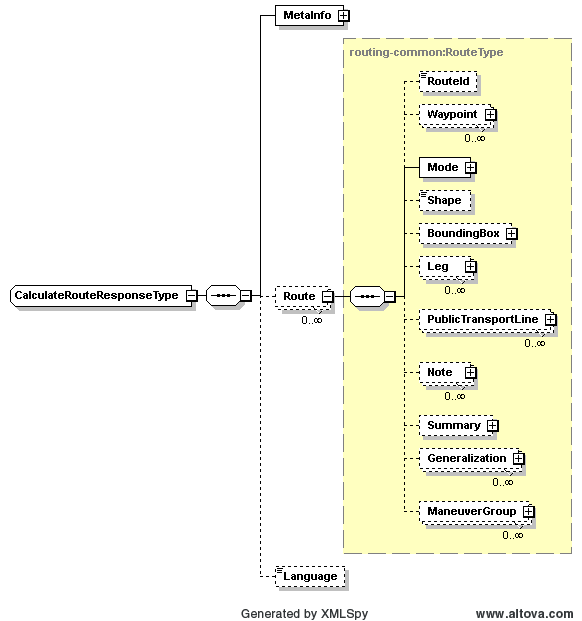 MetaInfo
routing-common:RouteType
RouteId
Waypoint
0..∞
Mode
Shape
BoundingBox
Leg
0..∞
CalculateRouteResponseType
Route
0..∞
PublicTransportLine
0..∞
Note
0..∞
Summary
Generalization
0..∞
ManeuverGroup
0..∞
Language
Generated by XMLSpy
www.altova.com